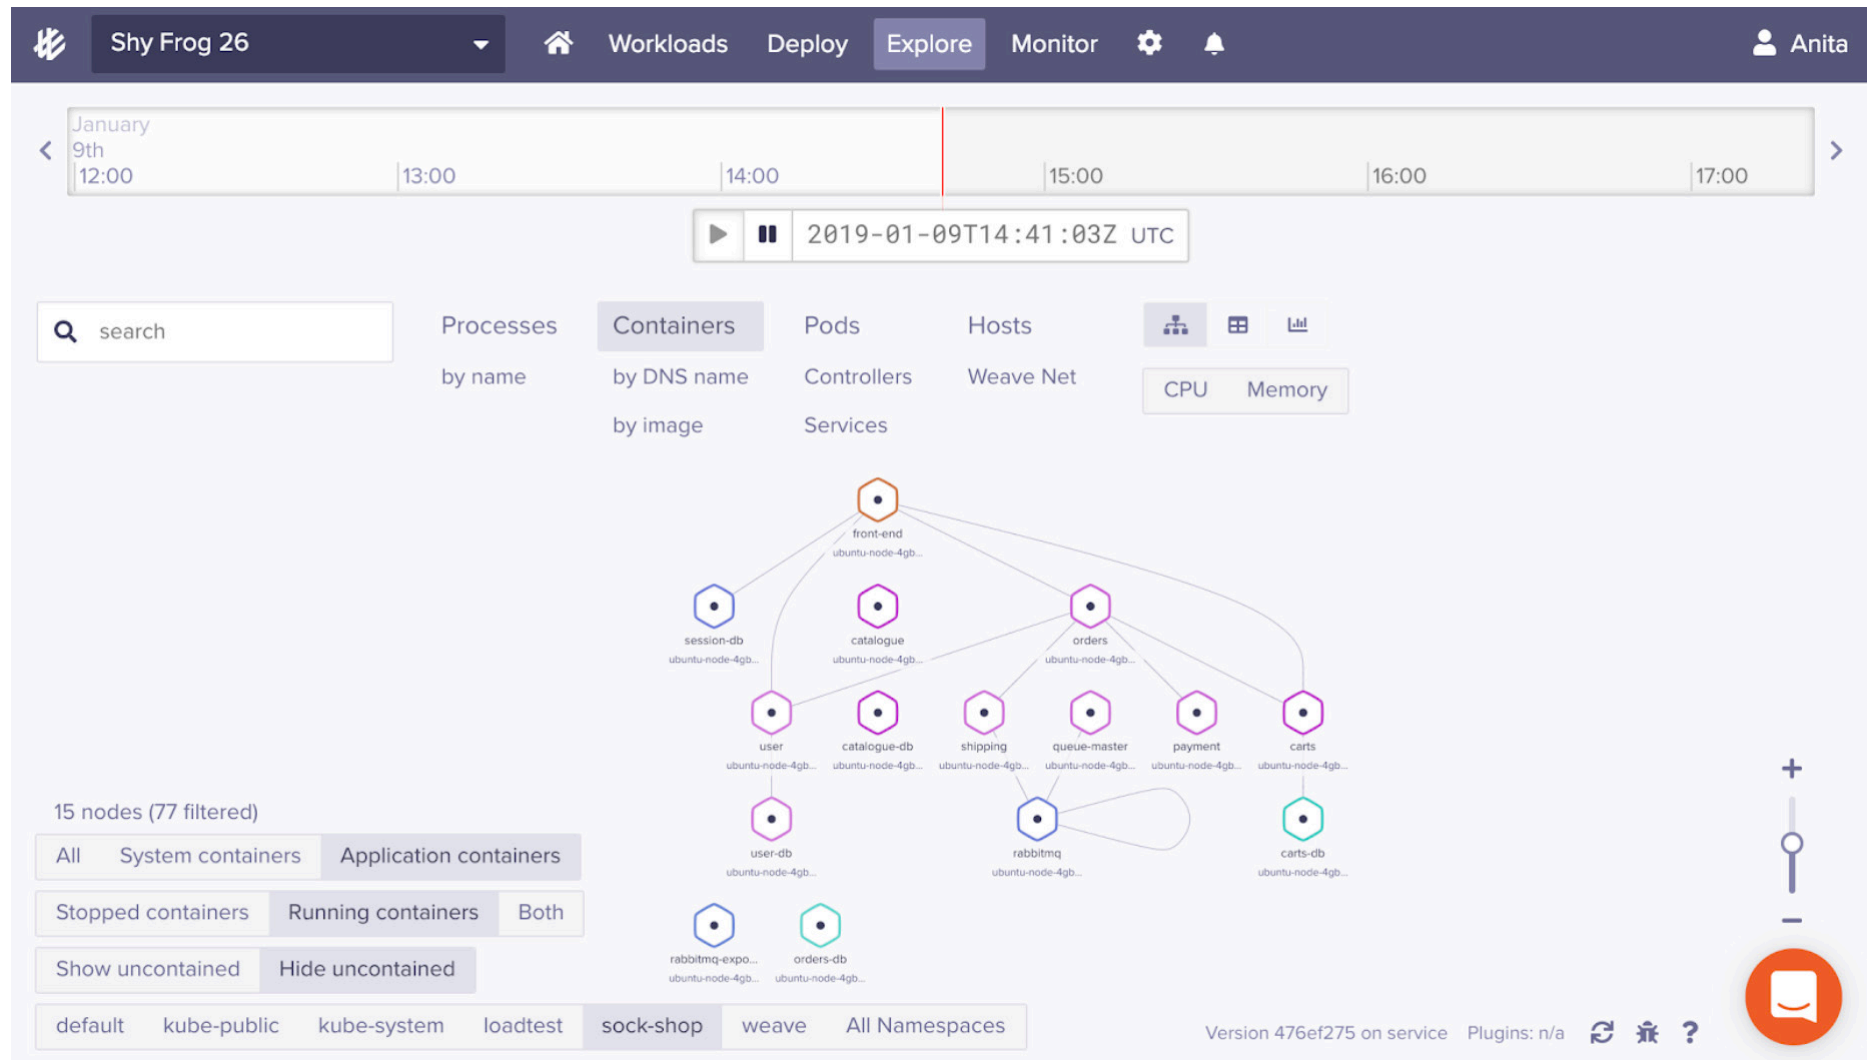 Shy Frog 26 Workloads Deploy Explore Monitor Anita
January
9th
12:00 13:00 14:00 15:00 16:00 17:00
2019-01-09T14:41:03Z UTC
search Processes Containers Pods Hosts
by name by DNS name Controllers Weave Net
CPU Memory
by image Services
front-end
ubuntu-node-4gb...
session-db catalogue orders
ubuntu-node-4gb... ubuntu-node-4gb... ubuntu-node-4gb...
user catalogue-db shipping queue-master payment carts
ubuntu-node-4gb... ubuntu-node-4gb... ubuntu-node-4gb... ubuntu-node-4gb... ubuntu-node-4gb... ubuntu-node-4gb...
user-db rabbitmq carts-db
ubuntu-node-4gb... ubuntu-node-4gb... ubuntu-node-4gb...
rabbitmq-expo... orders-db
ubuntu-node-4gb... ubuntu-node-4gb...
15 nodes (77 filtered)
All System containers Application containers
Stopped containers Running containers Both
Show uncontained Hide uncontained
default kube-public kube-system loadtest sock-shop weave All Namespaces
Version 476ef275 on service Plugins: n/a